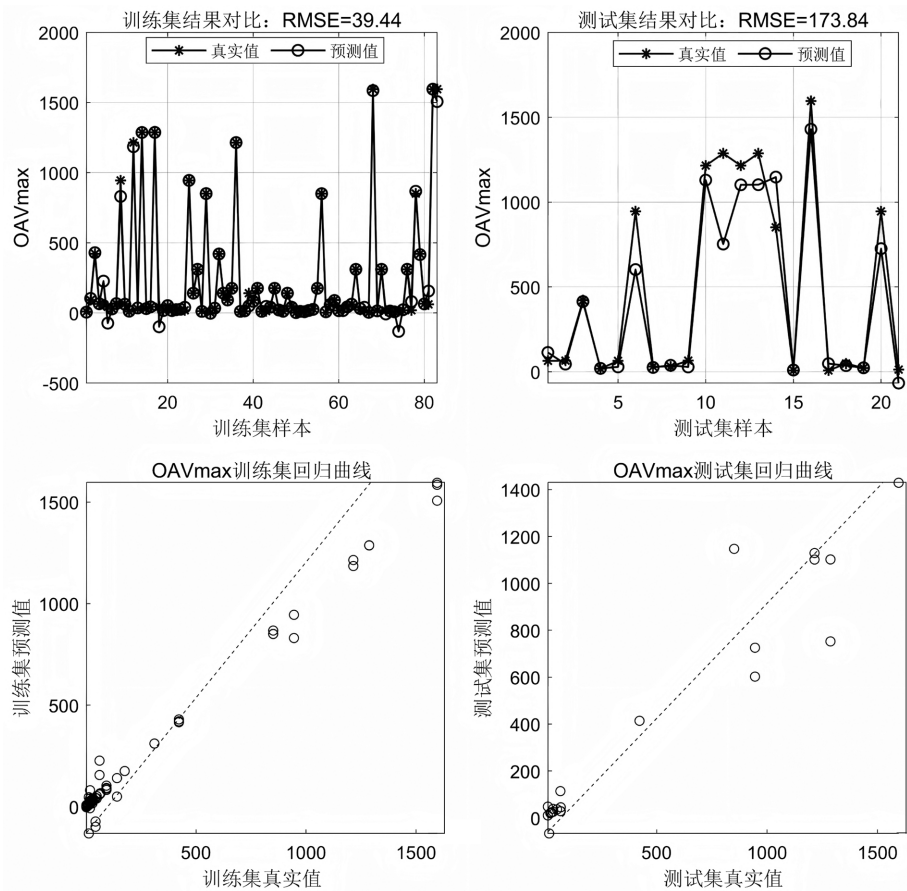 训练集结果对比：RMSE=39.44
真实值 预测值
2000
1500
1000
500
0
-500
OAVmax
20 40 60 80
训练集样本
测试集结果对比：RMSE=173.84
真实值 预测值
2000
1500
1000
500
0
OAVmax
5 10 15 20
测试集样本
OAVmax训练集回归曲线
1500
1000
500
0
训练集预测值
500 1000 1500
训练集真实值
OAVmax测试集回归曲线
1400
1200
1000
800
600
400
200
0
测试集预测值
500 1000 1500
测试集真实值